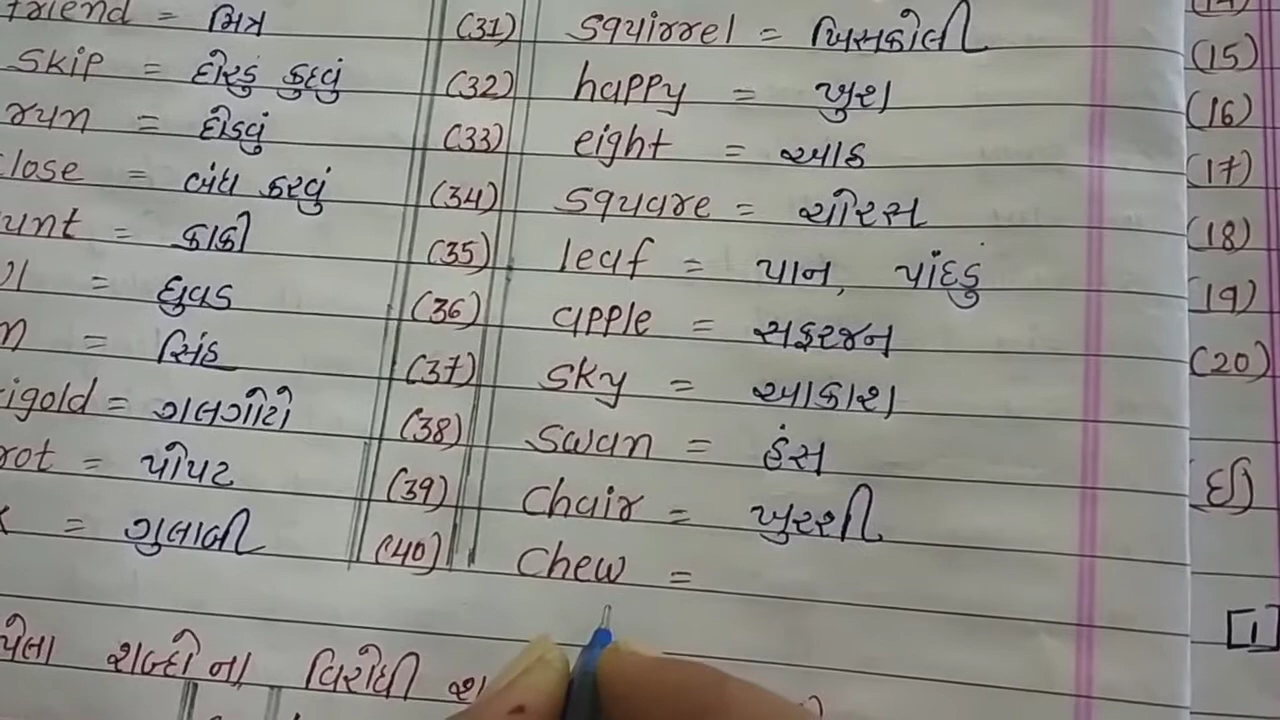 friend = મિત્ર
skip = દોરડું કુદવું
run = દોડવું
close = બંધ કરવું
aunt = કાકી
= ઘુવડ
= સિંહ
igold = ગલગોટો
rot = પોપટ
= ગુલાબી
(31) squirrel = ખિસકોલી
(32) happy = ખુશ
(33) eight = આઠ
(34) square = ચોરસ
(35) leaf = પાન, પાંદડું
(36) apple = સફરજન
(37) sky = આકાશ
(38) swan = હંસ
(39) chair = ખુરશી
(40) chew =
શબ્દોના વિરોધી
(15)
(16)
(17)
(18)
(19)
(20)
[1]